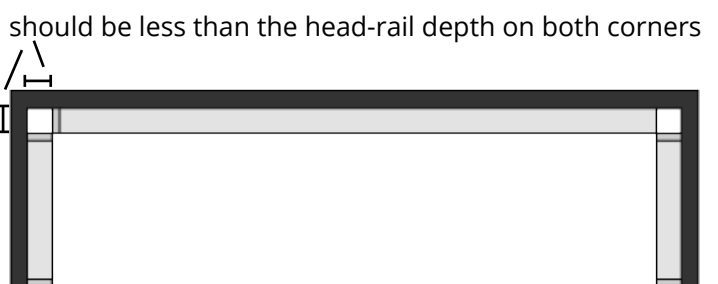 should be less than the head-rail depth on both corners